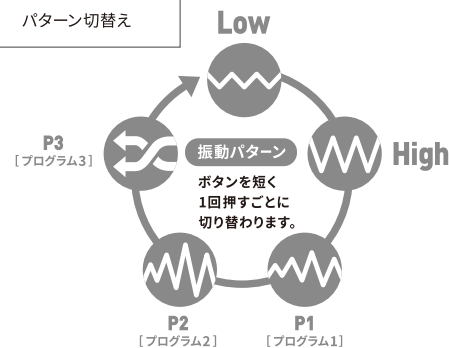 パターン切替え
Low
High
P1
[プログラム1]
P2
[プログラム2]
P3
[プログラム3]
振動パターン
ボタンを短く
1回押すごとに
切り替わります。